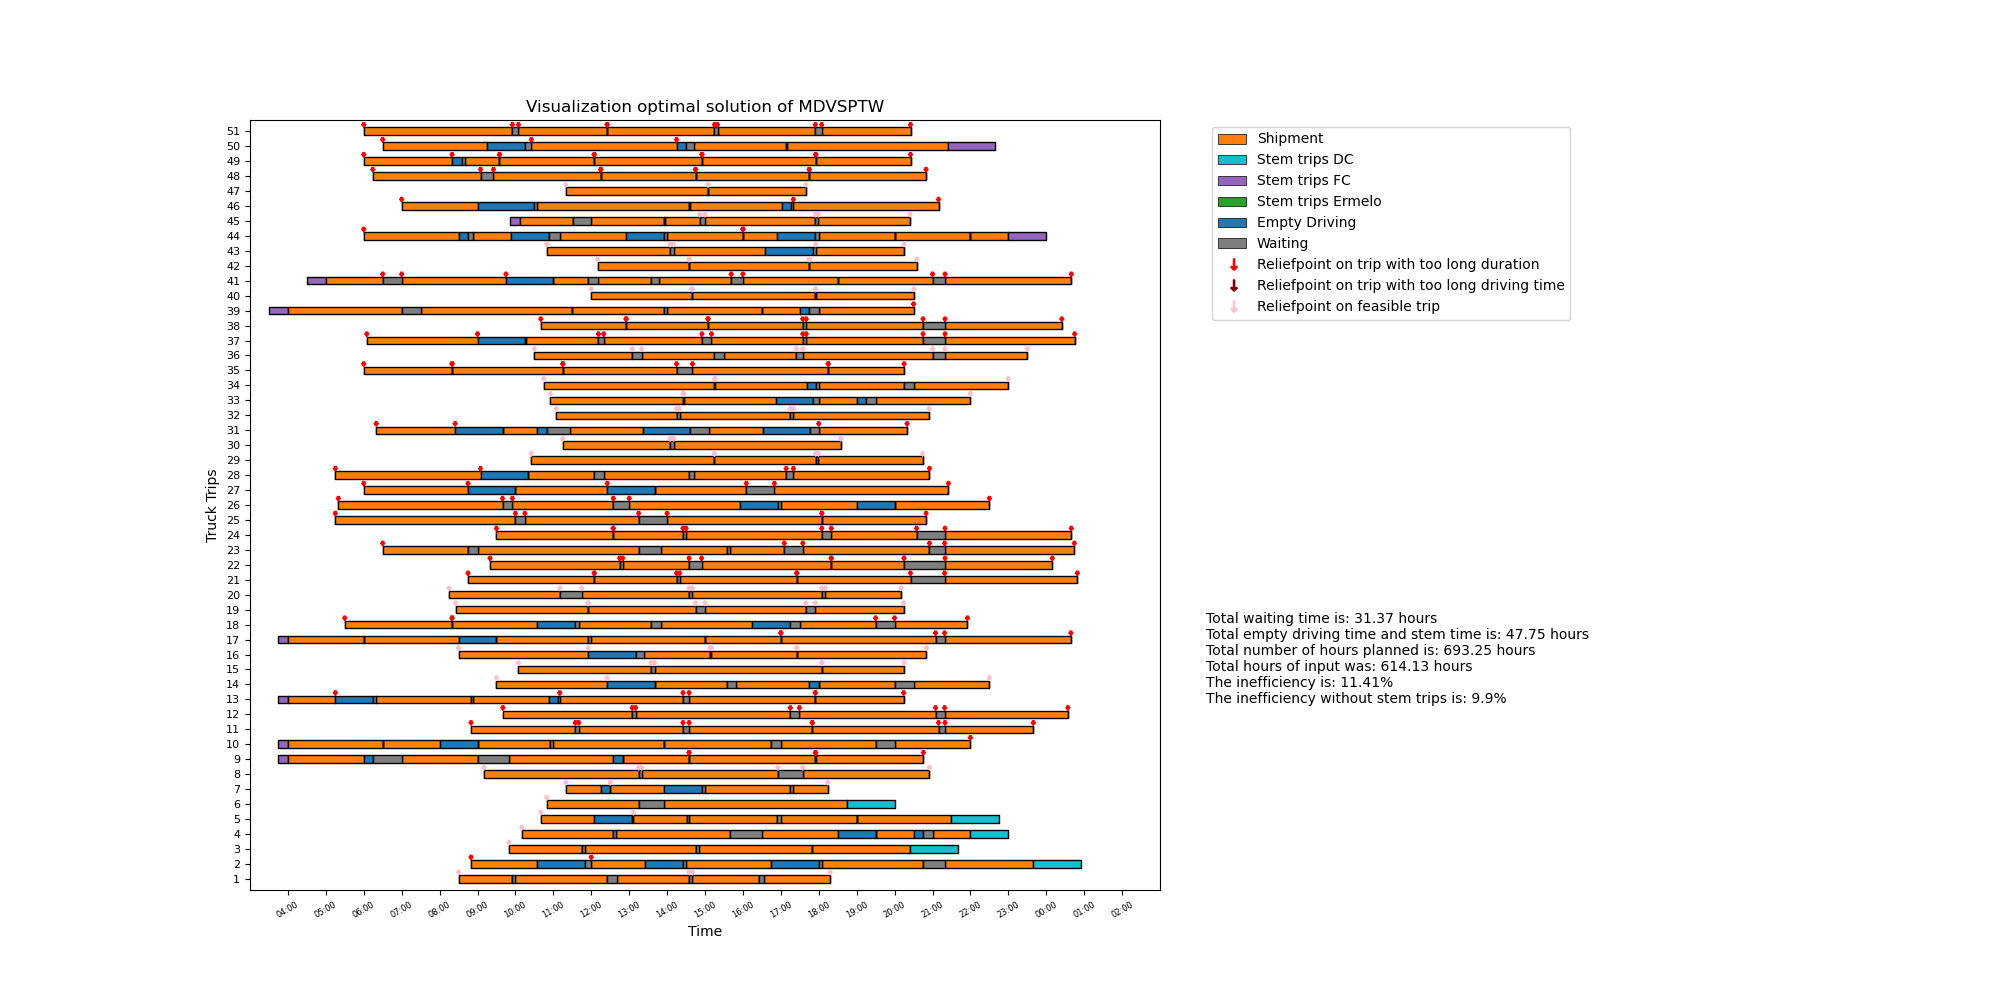 Visualization optimal solution of MDVSPTW
51
50
49
48
47
46
45
44
43
42
41
40
39
38
37
36
35
34
33
32
31
30
29
28
27
26
25
24
23
22
21
20
19
18
17
16
15
14
13
12
11
10
9
8
7
6
5
4
3
2
1
Truck Trips
04:00 05:00 06:00 07:00 08:00 09:00 10:00 11:00 12:00 13:00 14:00 15:00 16:00 17:00 18:00 19:00 20:00 21:00 22:00 23:00 00:00 01:00 02:00
Time
Shipment
Stem trips DC
Stem trips FC
Stem trips Ermelo
Empty Driving
Waiting
Reliefpoint on trip with too long duration
Reliefpoint on trip with too long driving time
Reliefpoint on feasible trip
Total waiting time is: 31.37 hours
Total empty driving time and stem time is: 47.75 hours
Total number of hours planned is: 693.25 hours
Total hours of input was: 614.13 hours
The inefficiency is: 11.41%
The inefficiency without stem trips is: 9.9%